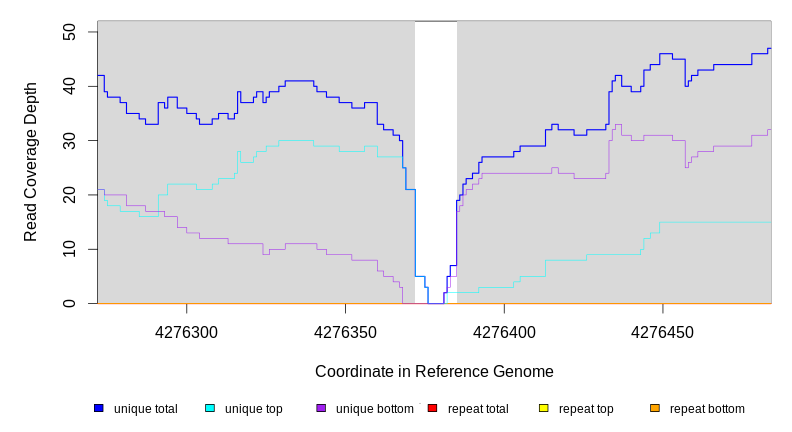 Read Coverage Depth
50
40
30
20
10
0
4276300 4276350 4276400 4276450
Coordinate in Reference Genome
unique total unique top unique bottom repeat total repeat top repeat bottom